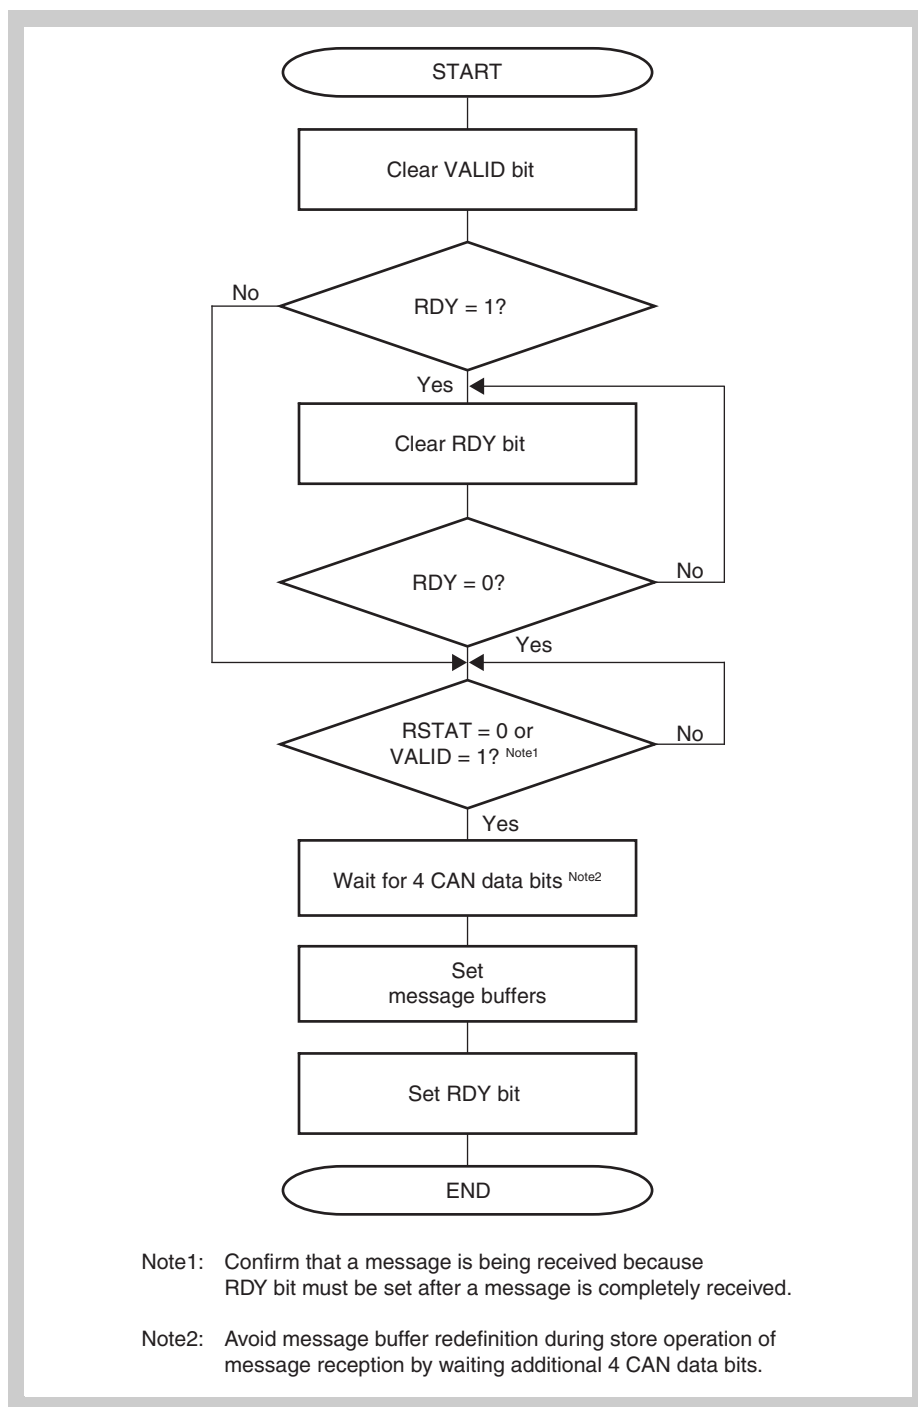 START
Clear VALID bit
No
RDY = 1?
Yes
Clear RDY bit
RDY = 0?
No
Yes
RSTAT = 0 or
VALID = 1? Note1
No
Yes
Wait for 4 CAN data bits Note2
Set
message buffers
Set RDY bit
END
Note1: Confirm that a message is being received because
RDY bit must be set after a message is completely received.
Note2: Avoid message buffer redefinition during store operation of
message reception by waiting additional 4 CAN data bits.